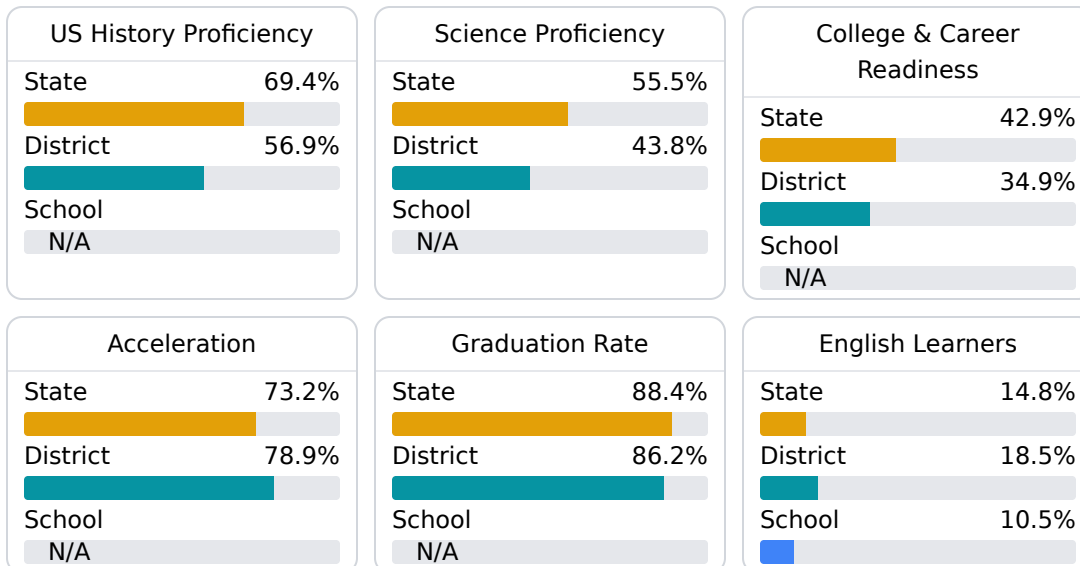 US History Proficiency
State 69.4%
District 56.9%
School
N/A
Science Proficiency
State 55.5%
District 43.8%
School
N/A
College & Career
Readiness
State 42.9%
District 34.9%
School
N/A
Acceleration
State 73.2%
District 78.9%
School
N/A
Graduation Rate
State 88.4%
District 86.2%
School
N/A
English Learners
State 14.8%
District 18.5%
School 10.5%